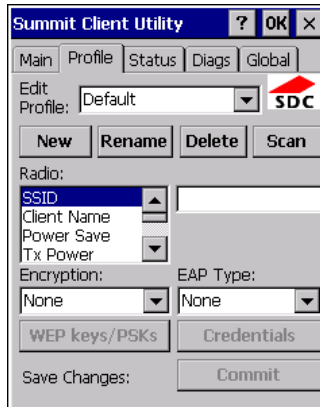 Summit Client Utility ? OK ×
Main Profile Status Diags Global
Edit
Profile: Default
SDC
New Rename Delete Scan
Radio:
SSID
Client Name
Power Save
Tx Power
Encryption: EAP Type:
None None
WEP keys/PSKs Credentials
Save Changes: Commit